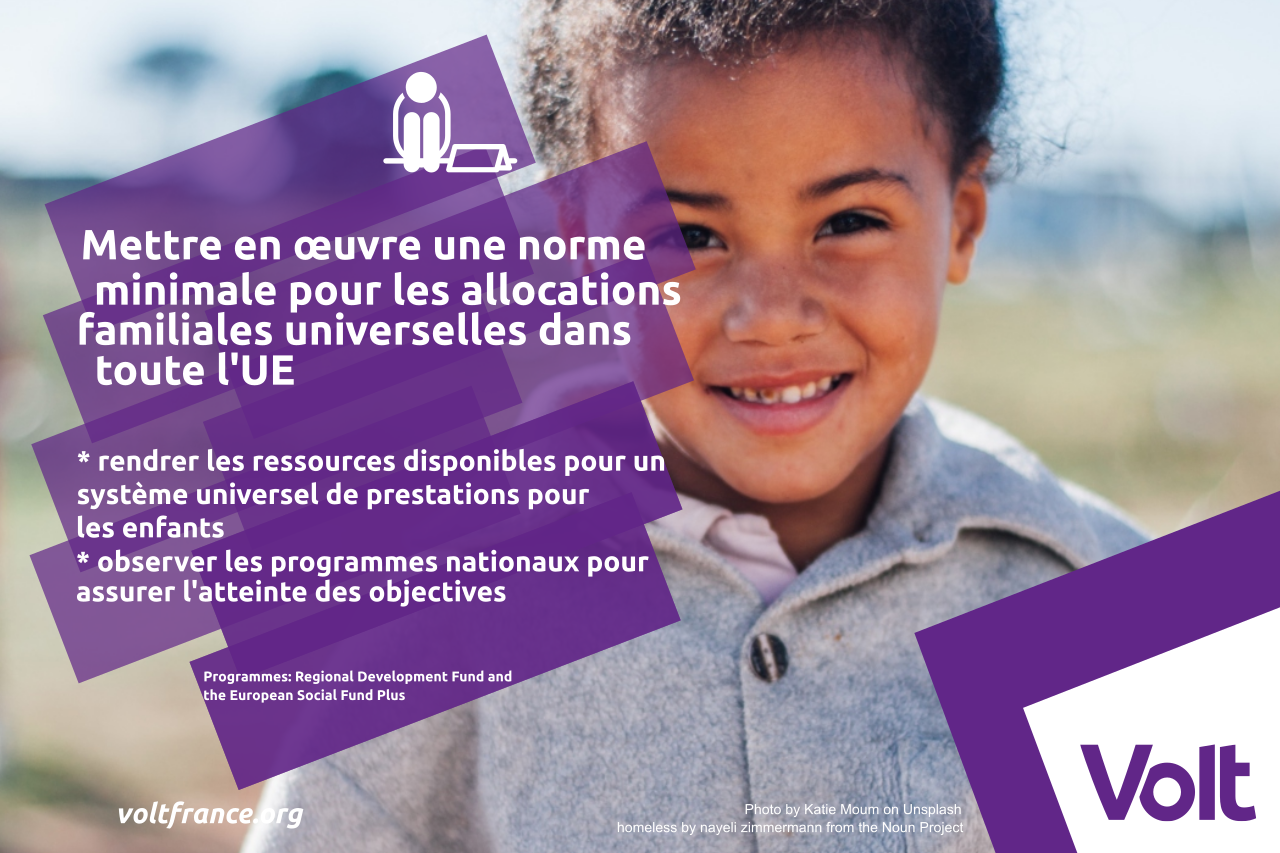 Mettre en œuvre une norme
minimale pour les allocations
familiales universelles dans
toute l'UE
* rendrer les ressources disponibles pour un
système universel de prestations pour
les enfants
* observer les programmes nationaux pour
assurer l'atteinte des objectives
Programmes: Regional Development Fund and
the European Social Fund Plus
voltfrance.org
Photo by Katie Moum on Unsplash
homeless by nayeli zimmermann from the Noun Project
Volt